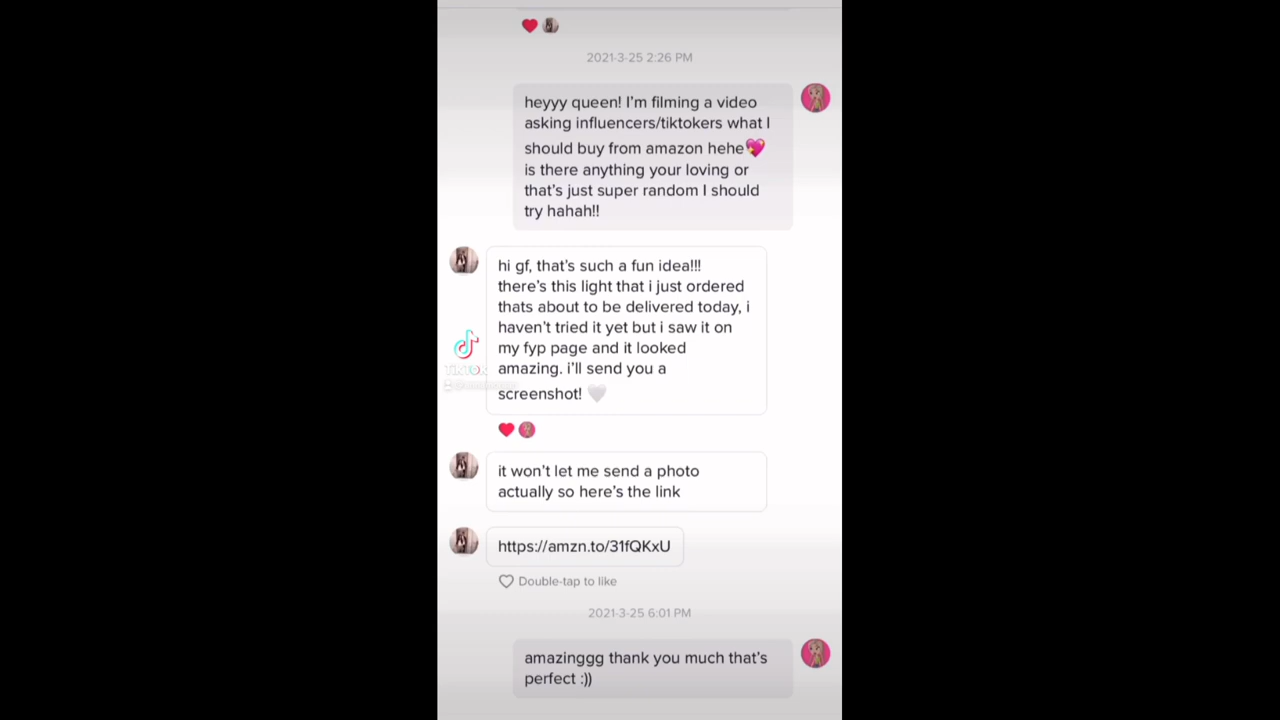 2021-3-25 2:26 PM
heyyy queen! I'm filming a video
asking influencers/tiktokers what I
should buy from amazon hehe💖
is there anything your loving or
that's just super random I should
try hahah!!
hi gf, that's such a fun idea!!!
there's this light that i just ordered
thats about to be delivered today, i
haven't tried it yet but i saw it on
my fyp page and it looked
amazing. i'll send you a
screenshot! 🤍
TikTok
it won't let me send a photo
actually so here's the link
https://amzn.to/31fQKxU
Double-tap to like
2021-3-25 6:01 PM
amazinggg thank you much that's
perfect :))